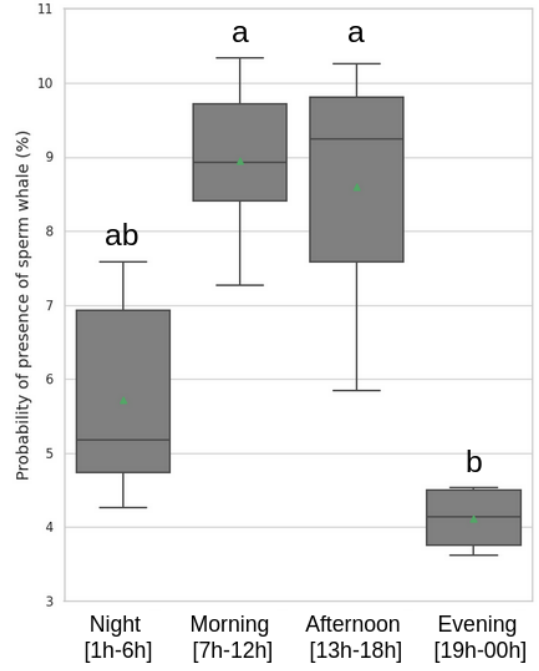 Probability of presence of sperm whale (%)
11
10
9
8
7
6
5
4
3
ab
a
a
b
Night
[1h-6h]
Morning
[7h-12h]
Afternoon
[13h-18h]
Evening
[19h-00h]